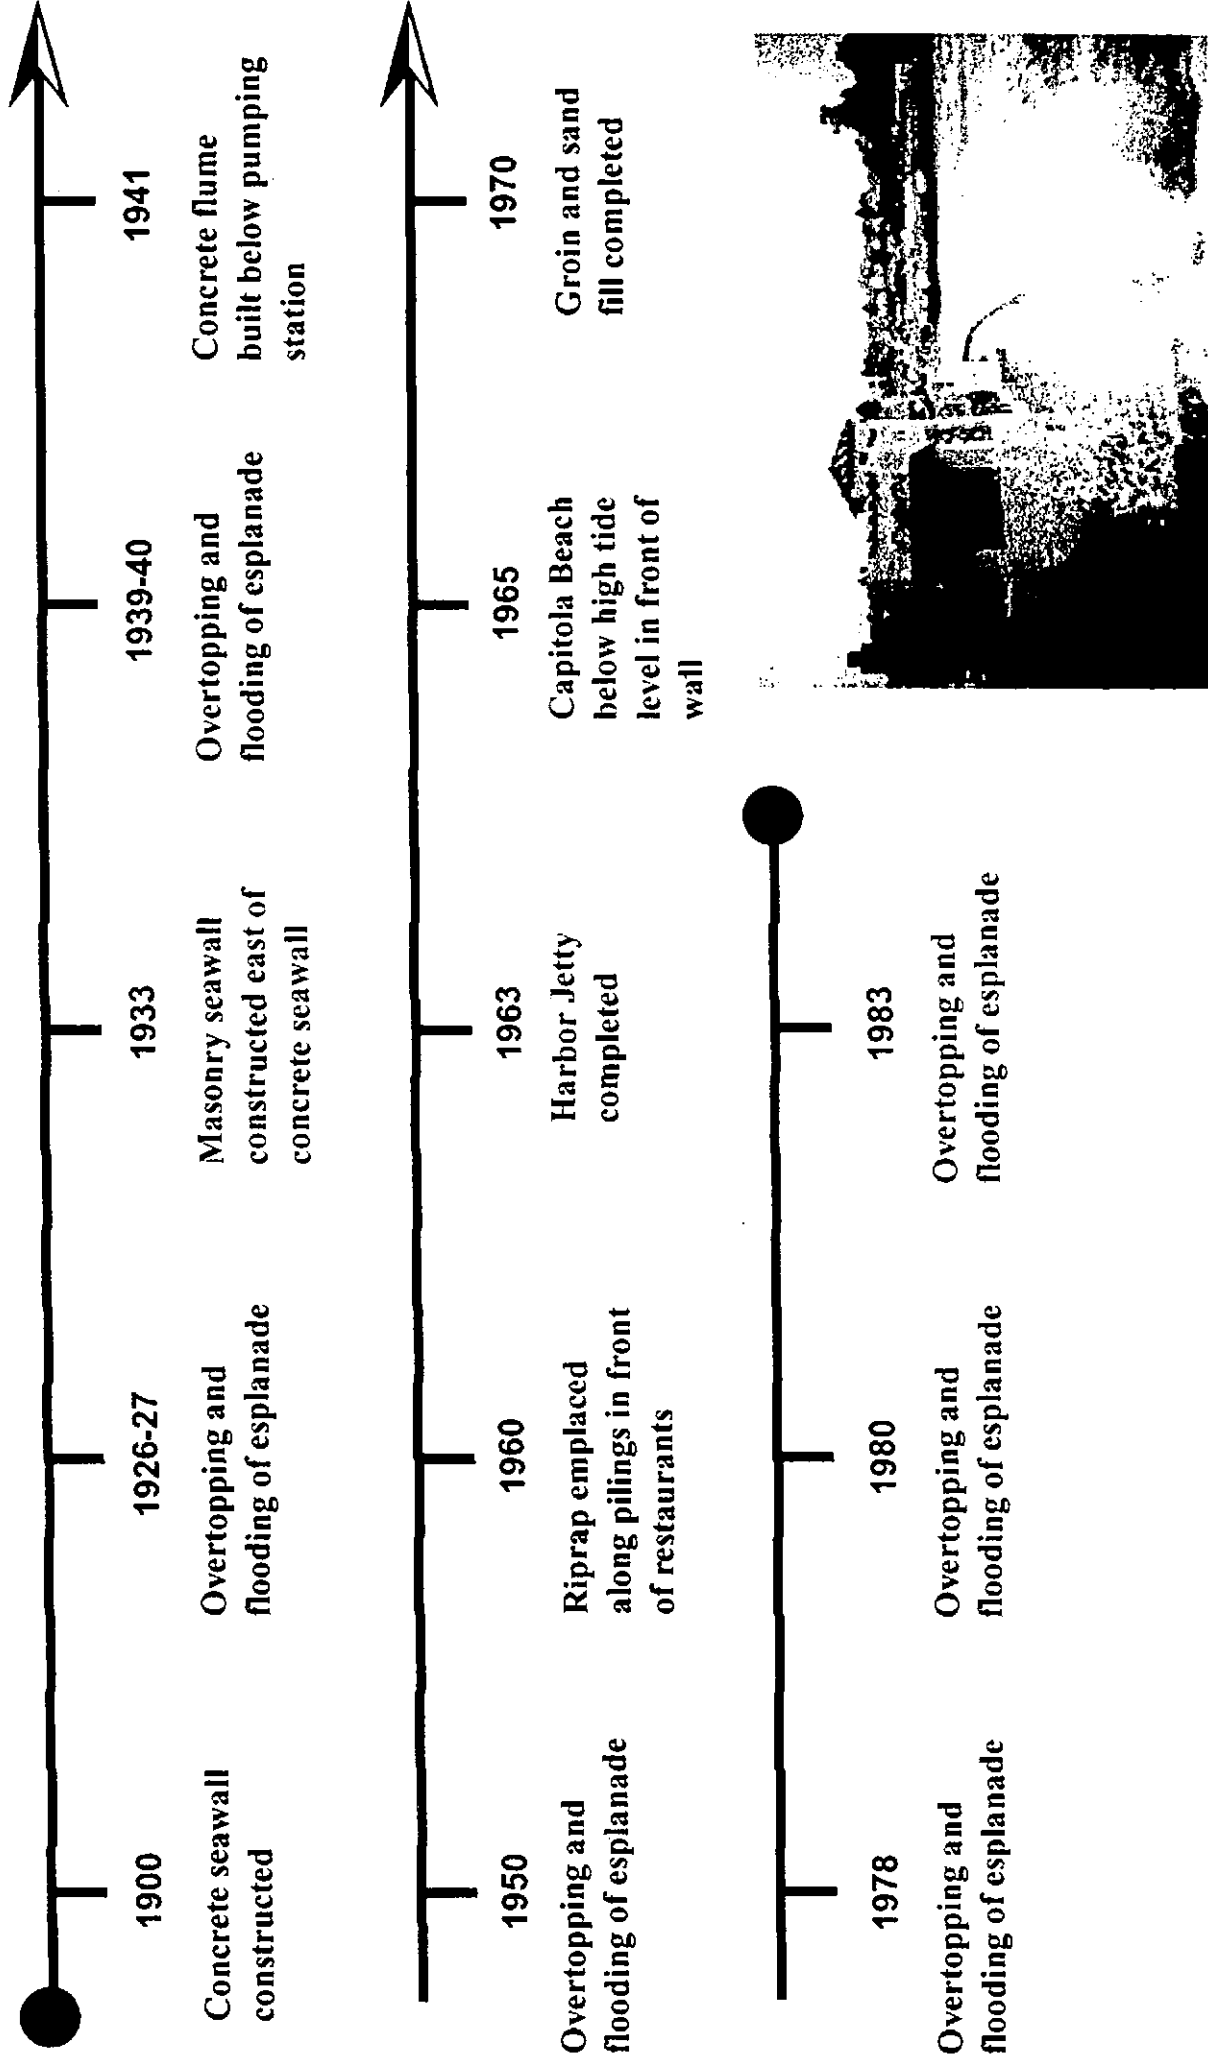 1900
Concrete seawall
constructed
1926-27
Overtopping and
flooding of esplanade
1933
Masonry seawall
constructed east of
concrete seawall
1939-40
Overtopping and
flooding of esplanade
1941
Concrete flume
built below pumping
station
1950
Overtopping and
flooding of esplanade
1960
Riprap emplaced
along pilings in front
of restaurants
1963
Harbor Jetty
completed
1965
Capitola Beach
below high tide
level in front of
wall
1970
Groin and sand
fill completed
1978
Overtopping and
flooding of esplanade
1980
Overtopping and
flooding of esplanade
1983
Overtopping and
flooding of esplanade